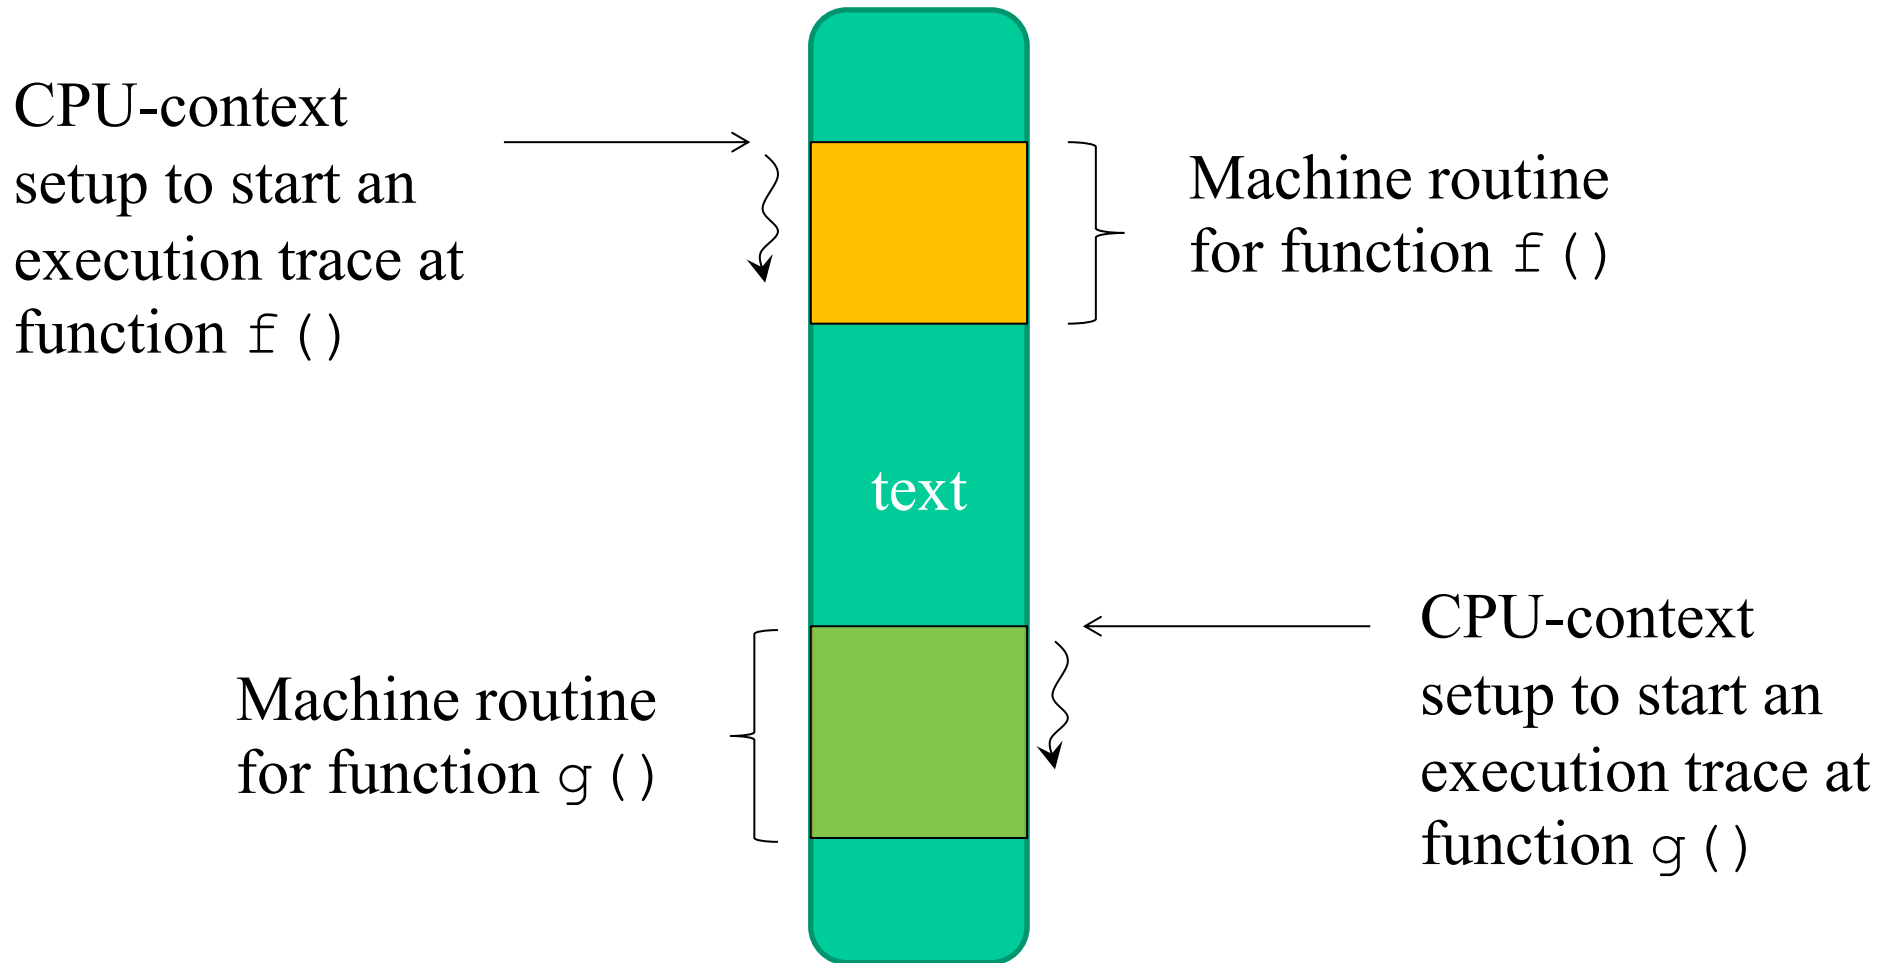 CPU-context
setup to start an
execution trace at
function f()
Machine routine
for function f()
text
Machine routine
for function g()
CPU-context
setup to start an
execution trace at
function g()